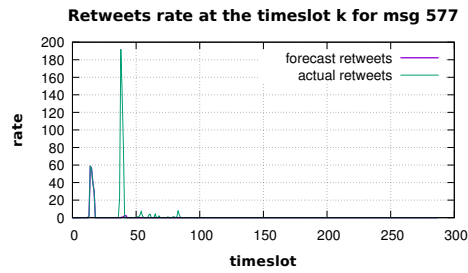 Retweets rate at the timeslot k for msg 577
200
180
160
140
120
100
80
60
40
20
0
rate
forecast retweets
actual retweets
0 50 100 150 200 250 300
timeslot